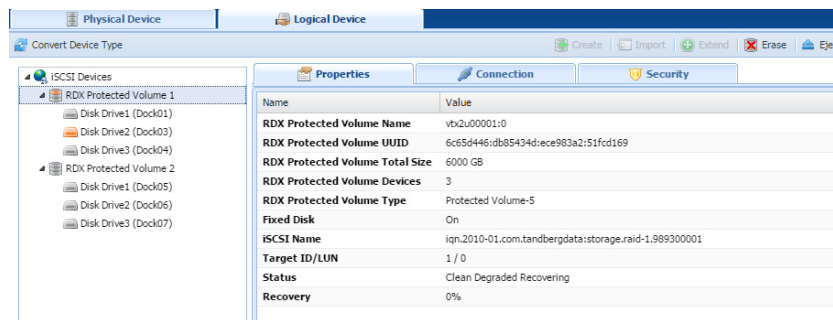 Physical Device
Logical Device
Convert Device Type
Create
Import
Extend
Erase
iSCSI Devices
RDX Protected Volume 1
Disk Drive1 (Dock01)
Disk Drive2 (Dock03)
Disk Drive3 (Dock04)
RDX Protected Volume 2
Disk Drive1 (Dock05)
Disk Drive2 (Dock06)
Disk Drive3 (Dock07)
Properties
Connection
Security
Name Value
RDX Protected Volume Name vtx2u00001:0
RDX Protected Volume UUID 6c65d446:db85434d:ece983a2:51fcd169
RDX Protected Volume Total Size 6000 GB
RDX Protected Volume Devices 3
RDX Protected Volume Type Protected Volume-5
Fixed Disk On
iSCSI Name iqn.2010-01.com.tandbergdata:storage.raid-1.989300001
Target ID/LUN 1 / 0
Status Clean Degraded Recovering
Recovery 0%